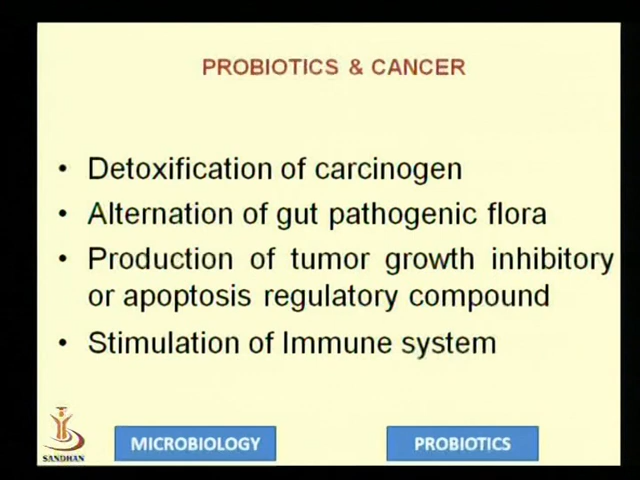 PROBIOTICS & CANCER
• Detoxification of carcinogen
• Alternation of gut pathogenic flora
• Production of tumor growth inhibitory
or apoptosis regulatory compound
• Stimulation of Immune system
SANDHAN
MICROBIOLOGY
PROBIOTICS